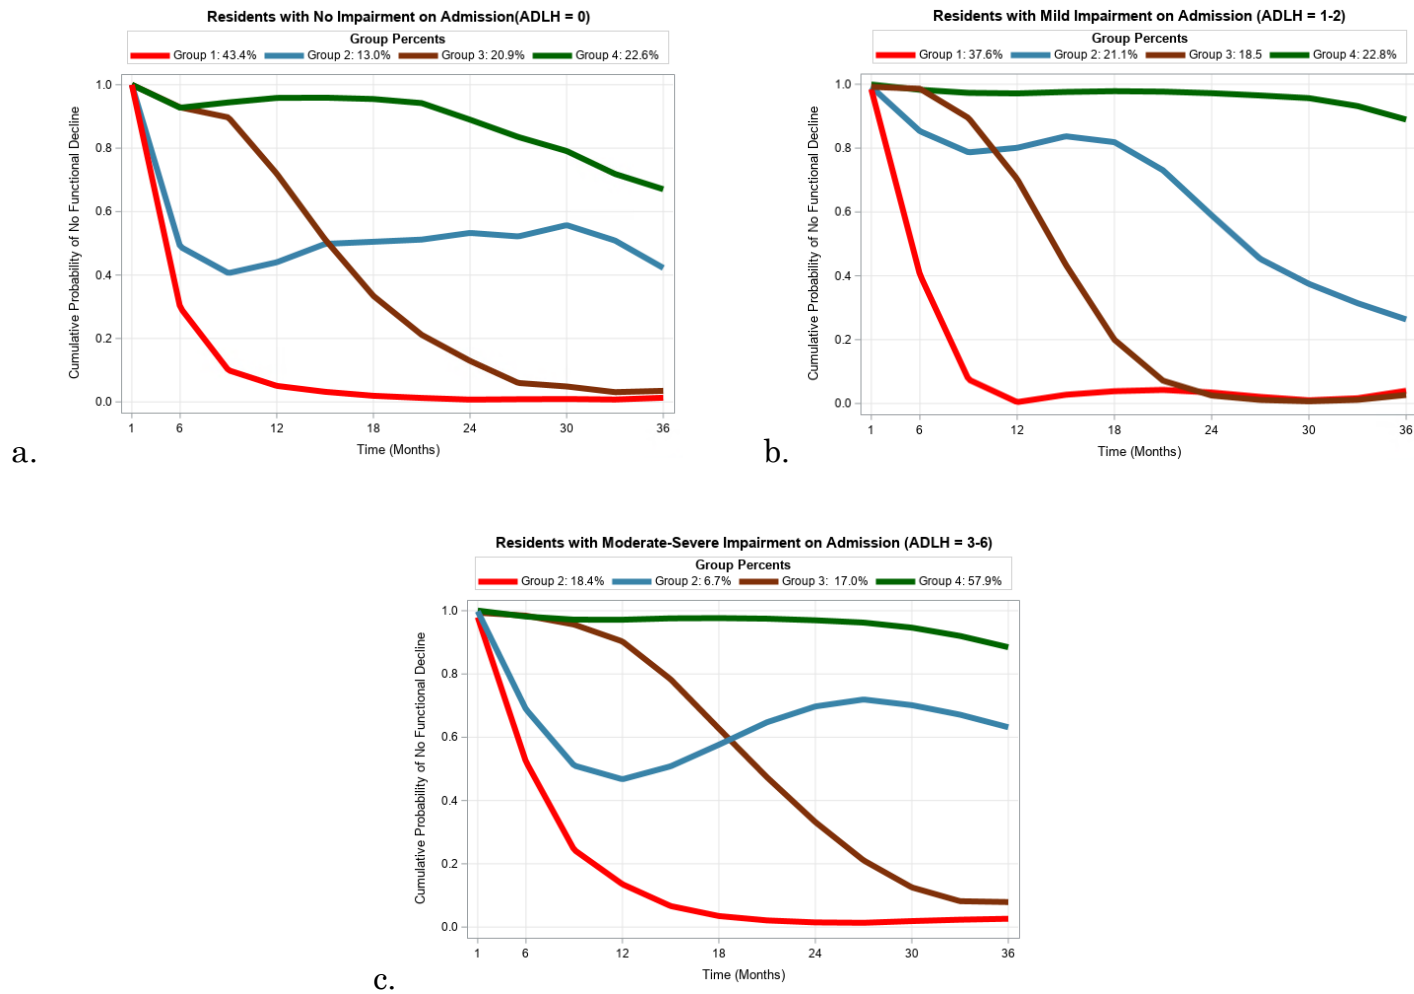 Residents with No Impairment on Admission(ADLH = 0)
Group Percents
Group 1: 43.4% Group 2: 13.0% Group 3: 20.9% Group 4: 22.6%
Cumulative Probability of No Functional Decline
1.0
0.8
0.6
0.4
0.2
0.0
1 6 12 18 24 30 36
Time (Months)
a.
Residents with Mild Impairment on Admission (ADLH = 1-2)
Group Percents
Group 1: 37.6% Group 2: 21.1% Group 3: 18.5 Group 4: 22.8%
Cumulative Probability of No Functional Decline
1.0
0.8
0.6
0.4
0.2
0.0
1 6 12 18 24 30 36
Time (Months)
b.
Residents with Moderate-Severe Impairment on Admission (ADLH = 3-6)
Group Percents
Group 2: 18.4% Group 2: 6.7% Group 3: 17.0% Group 4: 57.9%
Cumulative Probability of No Functional Decline
1.0
0.8
0.6
0.4
0.2
0.0
1 6 12 18 24 30 36
Time (Months)
c.